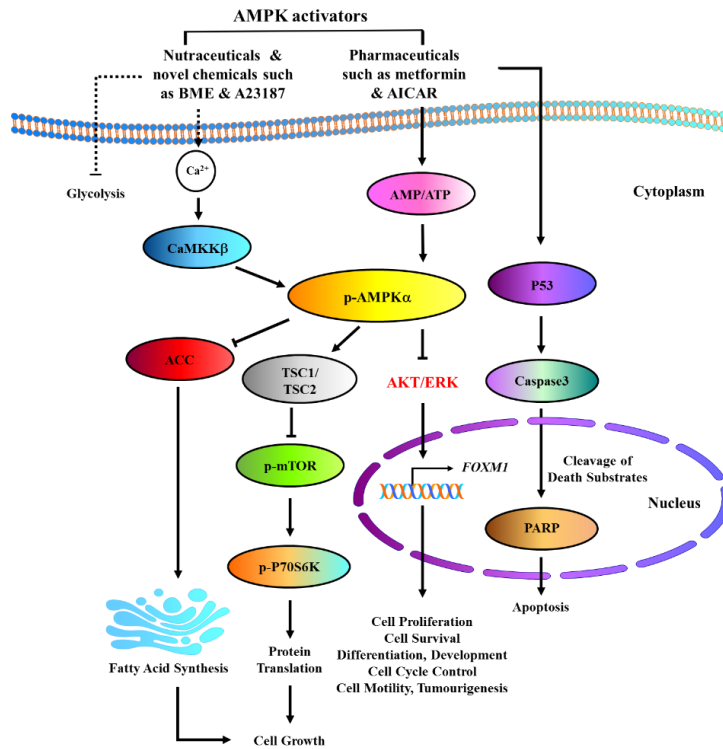 AMPK activators
Nutraceuticals &
novel chemicals such
as BME & A23187
Pharmaceuticals
such as metformin
& AICAR
Ca²⁺
Glycolysis
AMP/ATP
Cytoplasm
CaMKKβ
p-AMPKα
P53
ACC
TSC1/
TSC2
AKT/ERK
Caspase3
p-mTOR
FOXM1
Cleavage of
Death Substrates
Nucleus
PARP
p-P70S6K
Apoptosis
Cell Proliferation
Cell Survival
Differentiation, Development
Cell Cycle Control
Cell Motility, Tumourigenesis
Protein
Translation
Fatty Acid Synthesis
Cell Growth